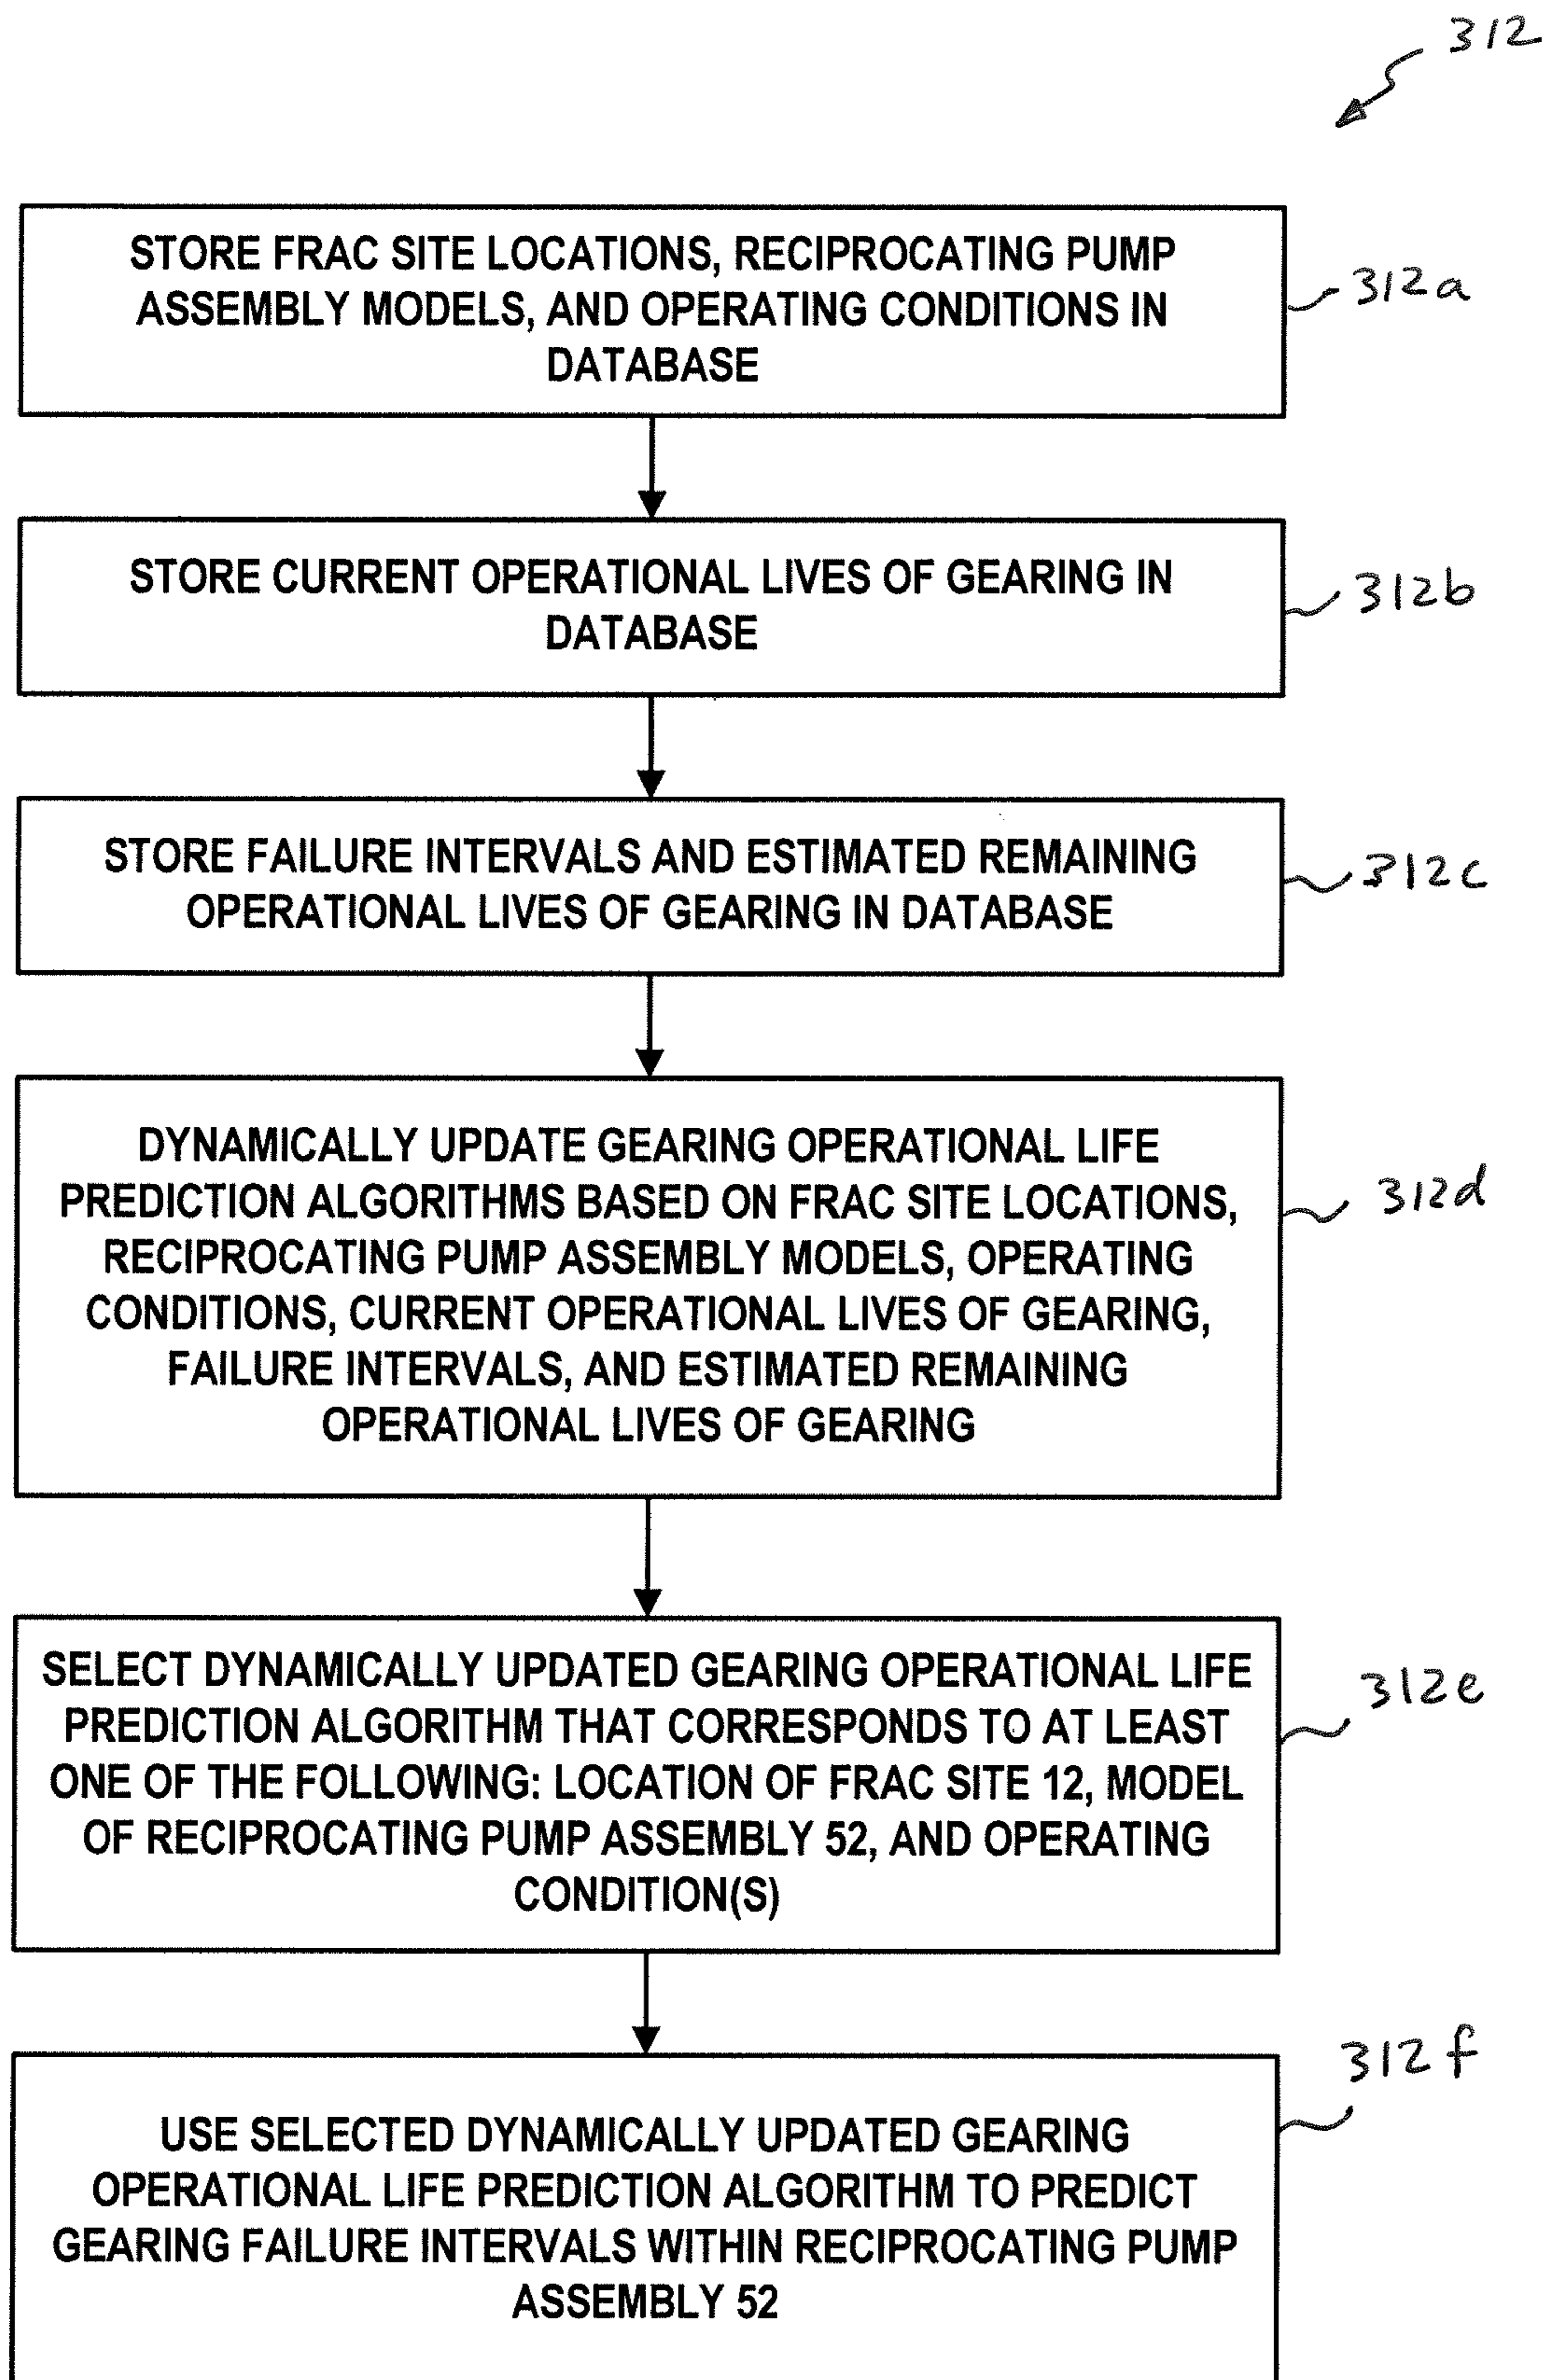 312
STORE FRAC SITE LOCATIONS, RECIPROCATING PUMP
ASSEMBLY MODELS, AND OPERATING CONDITIONS IN
DATABASE
312a
STORE CURRENT OPERATIONAL LIVES OF GEARING IN
DATABASE
312b
STORE FAILURE INTERVALS AND ESTIMATED REMAINING
OPERATIONAL LIVES OF GEARING IN DATABASE
312c
DYNAMICALLY UPDATE GEARING OPERATIONAL LIFE
PREDICTION ALGORITHMS BASED ON FRAC SITE LOCATIONS,
RECIPROCATING PUMP ASSEMBLY MODELS, OPERATING
CONDITIONS, CURRENT OPERATIONAL LIVES OF GEARING,
FAILURE INTERVALS, AND ESTIMATED REMAINING
OPERATIONAL LIVES OF GEARING
312d
SELECT DYNAMICALLY UPDATED GEARING OPERATIONAL LIFE
PREDICTION ALGORITHM THAT CORRESPONDS TO AT LEAST
ONE OF THE FOLLOWING: LOCATION OF FRAC SITE 12, MODEL
OF RECIPROCATING PUMP ASSEMBLY 52, AND OPERATING
CONDITION(S)
312e
USE SELECTED DYNAMICALLY UPDATED GEARING
OPERATIONAL LIFE PREDICTION ALGORITHM TO PREDICT
GEARING FAILURE INTERVALS WITHIN RECIPROCATING PUMP
ASSEMBLY 52
312f